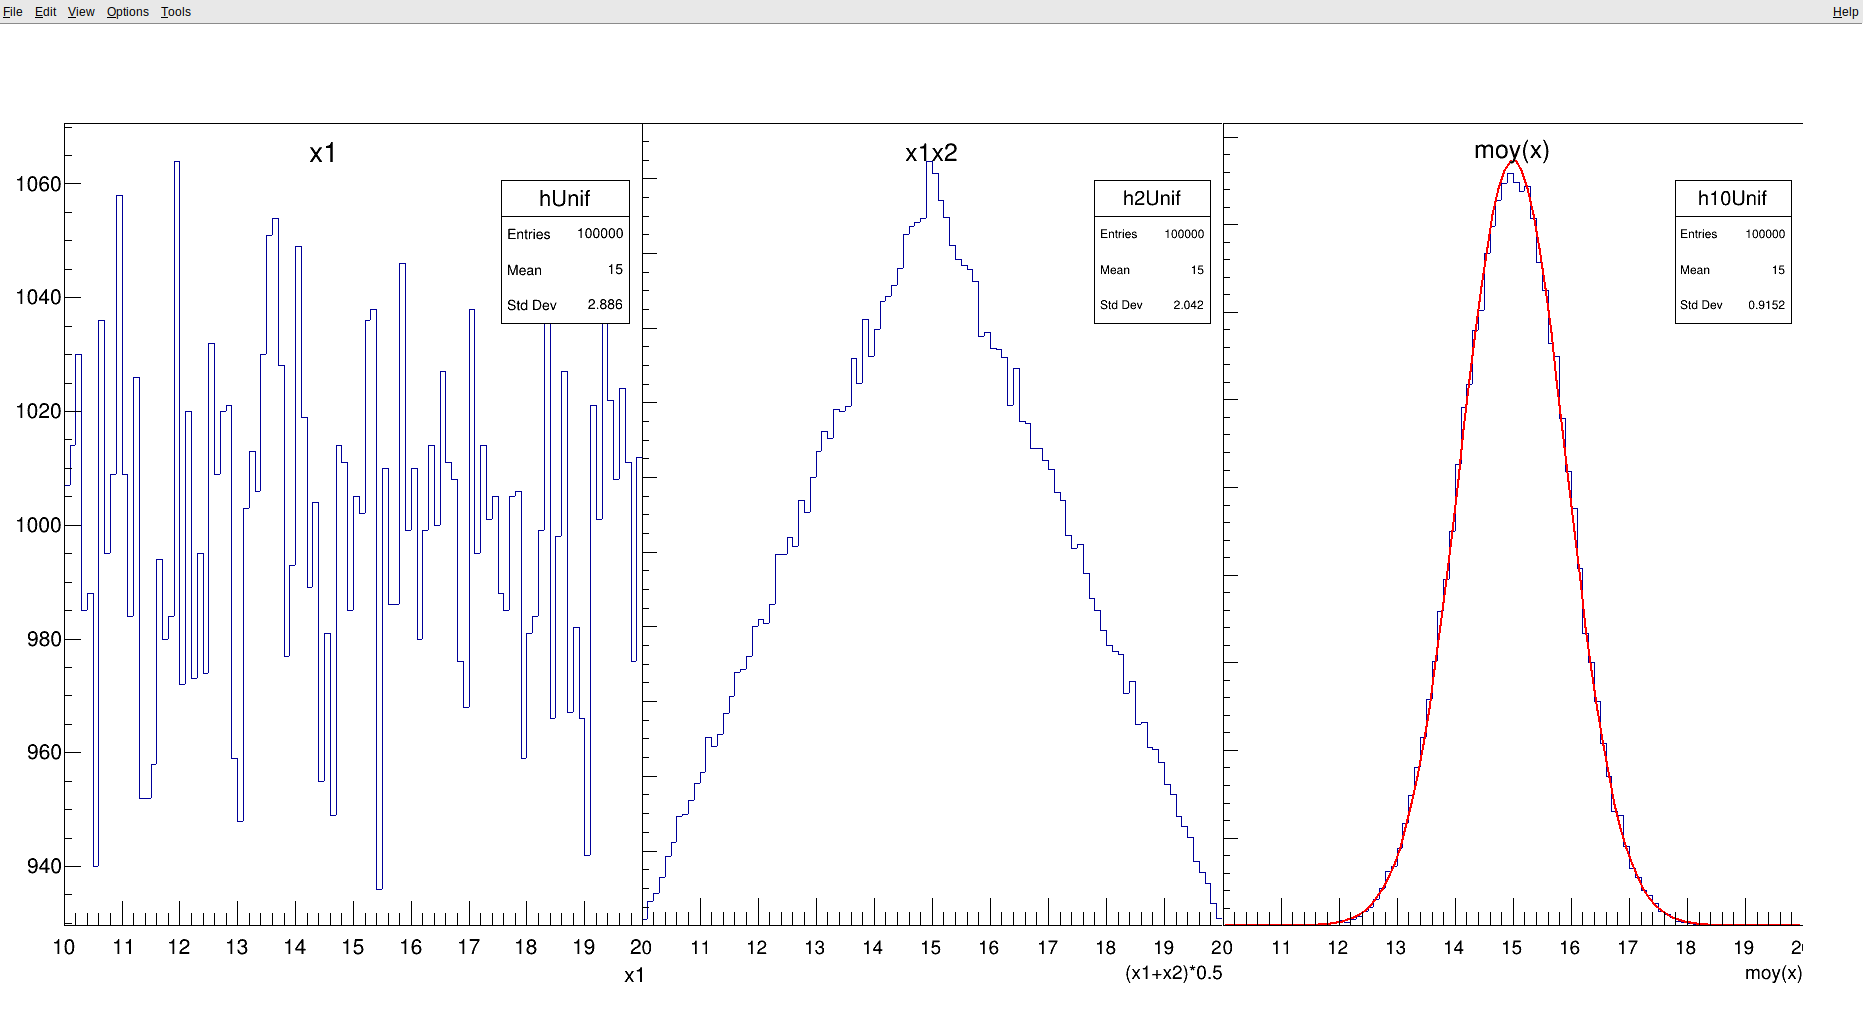 File Edit View Options Tools Help
x1
hUnif
Entries 100000
Mean 15
Std Dev 2.886
1060
1040
1020
1000
980
960
940
10 11 12 13 14 15 16 17 18 19 20
x1
x1x2
h2Unif
Entries 100000
Mean 15
Std Dev 2.042
11 12 13 14 15 16 17 18 19 20
(x1+x2)*0.5
moy(x)
h10Unif
Entries 100000
Mean 15
Std Dev 0.9152
11 12 13 14 15 16 17 18 19
moy(x)